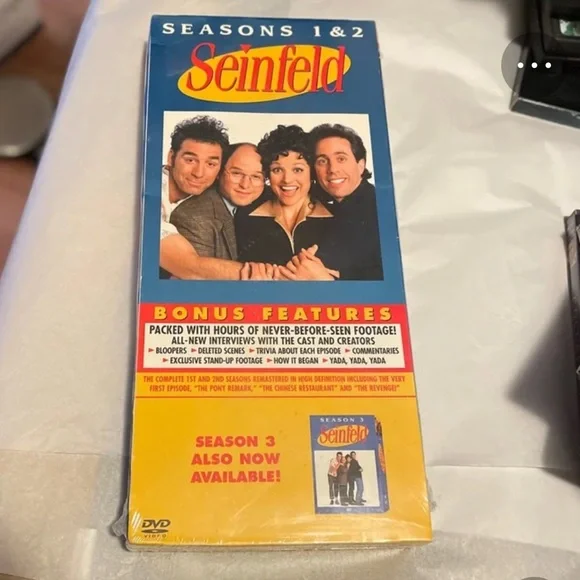 SEASONS 1 & 2
Seinfeld
BONUS FEATURES
PACKED WITH HOURS OF NEVER-BEFORE-SEEN FOOTAGE!
ALL-NEW INTERVIEWS WITH THE CAST AND CREATORS
► BLOOPERS ► DELETED SCENES ► TRIVIA ABOUT EACH EPISODE ► COMMENTARIES
► EXCLUSIVE STAND-UP FOOTAGE ► HOW IT BEGAN ► YADA, YADA, YADA
THE COMPLETE 1ST AND 2ND SEASONS REMASTERED IN HIGH DEFINITION INCLUDING THE VERY
FIRST EPISODE, "THE PONY REMARK," "THE CHINESE RESTAURANT" AND "THE REVENGE!"
SEASON 3
ALSO NOW
AVAILABLE!
SEASON 3
Seinfeld
DVD
VIDEO